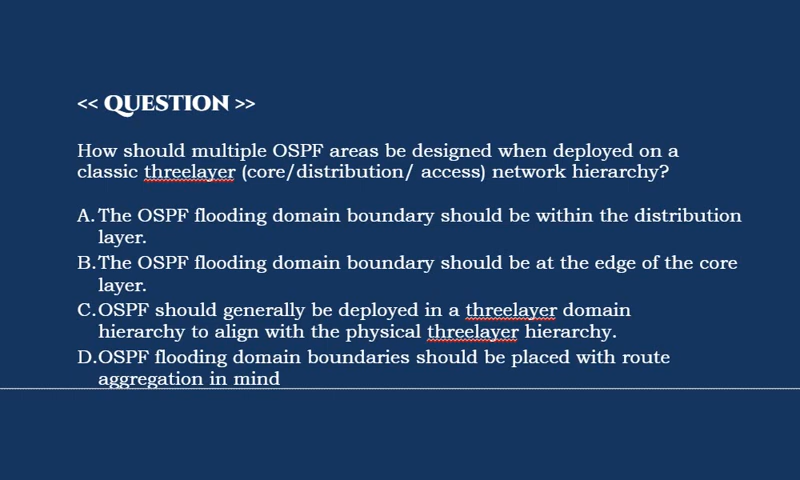 << QUESTION >>
How should multiple OSPF areas be designed when deployed on a
classic threelayer (core/distribution/ access) network hierarchy?
A. The OSPF flooding domain boundary should be within the distribution
layer.
B. The OSPF flooding domain boundary should be at the edge of the core
layer.
C. OSPF should generally be deployed in a threelayer domain
hierarchy to align with the physical threelayer hierarchy.
D. OSPF flooding domain boundaries should be placed with route
aggregation in mind